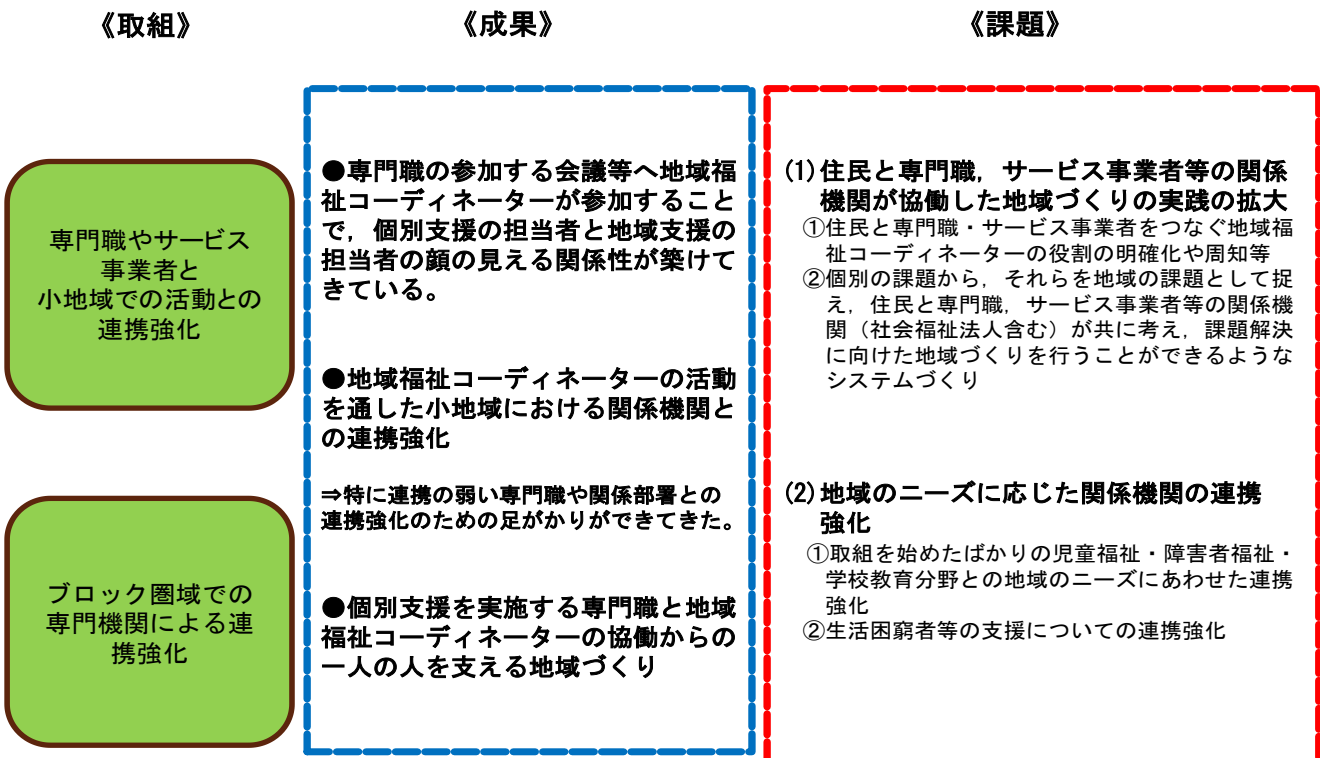 《取組》
《成果》
《課題》
専門職やサービス
事業者と
小地域での活動との
連携強化
ブロック圏域での
専門機関による連
携強化
●専門職の参加する会議等へ地域福
祉コーディネーターが参加すること
で，個別支援の担当者と地域支援の
担当者の顔の見える関係性が築けて
きている。
●地域福祉コーディネーターの活動
を通した小地域における関係機関と
の連携強化
⇒特に連携の弱い専門職や関係部署との
連携強化のための足がかりができてきた。
●個別支援を実施する専門職と地域
福祉コーディネーターの協働からの
一人の人を支える地域づくり
(1)住民と専門職，サービス事業者等の関係
機関が協働した地域づくりの実践の拡大
①住民と専門職・サービス事業者をつなぐ地域福
祉コーディネーターの役割の明確化や周知等
②個別の課題から，それらを地域の課題として捉
え，住民と専門職，サービス事業者等の関係機
関（社会福祉法人含む）が共に考え，課題解決
に向けた地域づくりを行うことができるような
システムづくり
(2)地域のニーズに応じた関係機関の連携
強化
①取組を始めたばかりの児童福祉・障害者福祉・
学校教育分野との地域のニーズにあわせた連携
強化
②生活困窮者等の支援についての連携強化